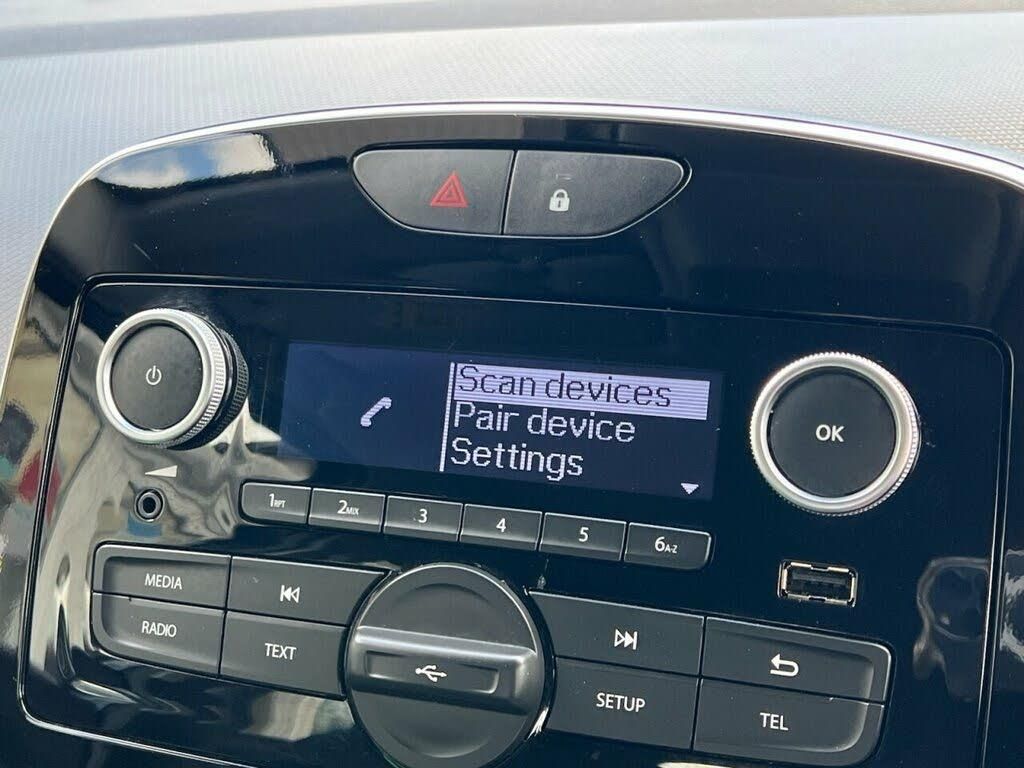 Scan devices
Pair device
Settings
OK
1RPT
2MIX
3
4
5
6A-Z
MEDIA
RADIO
TEXT
SETUP
TEL